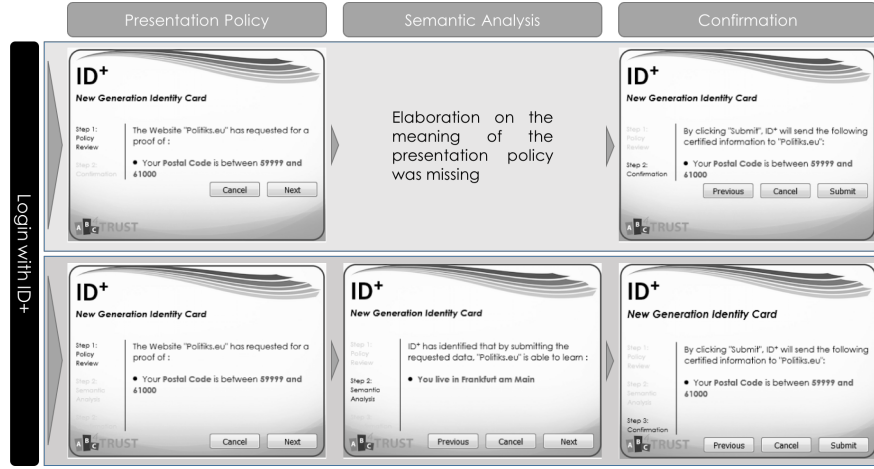 Presentation Policy
Semantic Analysis
Confirmation
Login with ID+
ID+
New Generation Identity Card
Step 1:
Policy
Review
Step 2:
Confirmation
The Website "Politiks.eu" has requested for a
proof of :
• Your Postal Code is between 59999 and
61000
Cancel
Next
A B C TRUST
Elaboration on the
meaning of the
presentation policy
was missing
ID+
New Generation Identity Card
Step 1:
Policy
Review
Step 2:
Confirmation
By clicking "Submit", ID+ will send the following
certified information to "Politiks.eu":
• Your Postal Code is between 59999 and
61000
Previous
Cancel
Submit
A B C TRUST
ID+
New Generation Identity Card
Step 1:
Policy
Review
Step 2:
Semantic
Analysis
Step 3:
The Website "Politiks.eu" has requested for a
proof of :
• Your Postal Code is between 59999 and
61000
Cancel
Next
A B C TRUST
ID+
New Generation Identity Card
Step 1:
Policy
Review
Step 2:
Semantic
Analysis
ID+ has identified that by submitting the
requested data, "Politiks.eu" is able to learn :
• You live in Frankfurt am Main
Previous
Cancel
Next
A B C TRUST
ID+
New Generation Identity Card
Step 1:
Policy
Review
Step 2:
Semantic
Analysis
Step 3:
Confirmation
By clicking "Submit", ID+ will send the following
certified information to "Politiks.eu":
• Your Postal Code is between 59999 and
61000
Previous
Cancel
Submit
A B C TRUST